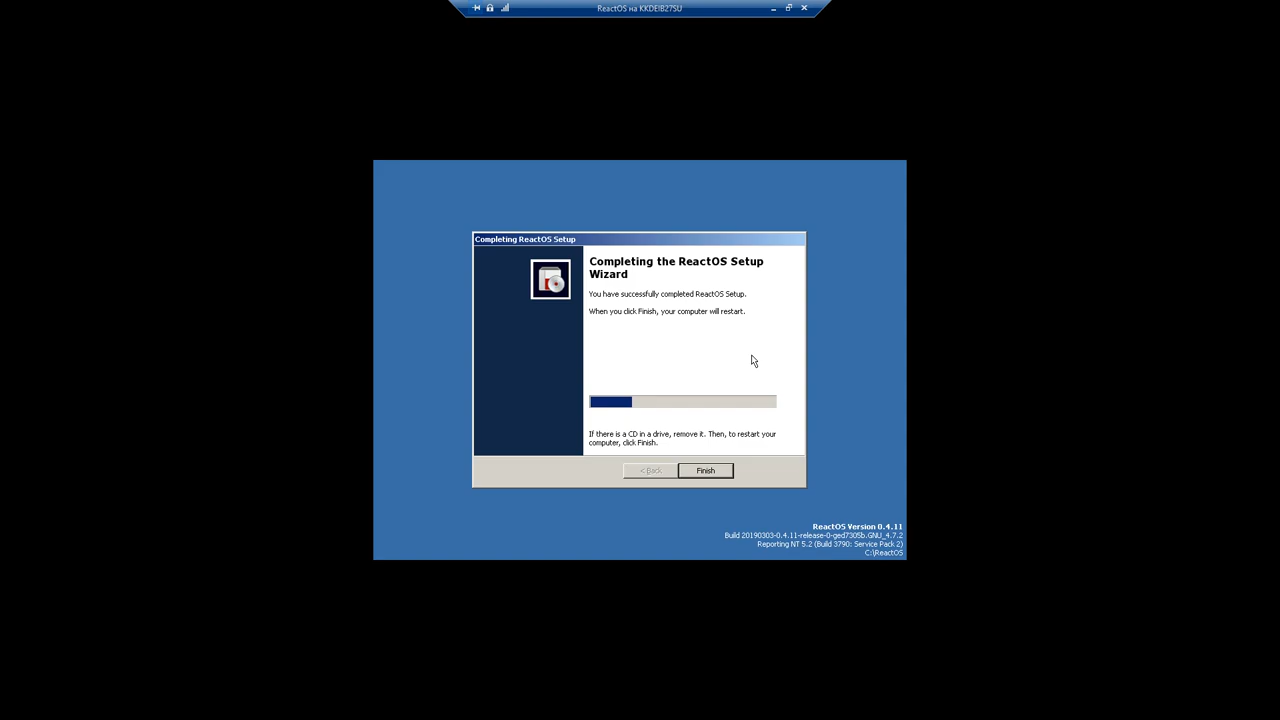 ReactOS на KKDEIB27SU
Completing ReactOS Setup
Completing the ReactOS Setup
Wizard
You have successfully completed ReactOS Setup.
When you click Finish, your computer will restart.
If there is a CD in a drive, remove it. Then, to restart your
computer, click Finish.
< Back
Finish
ReactOS Version 0.4.11
Build 20190303-0.4.11-release-0-ged7305b.GNU_4.7.2
Reporting NT 5.2 (Build 3790: Service Pack 2)
C:\ReactOS